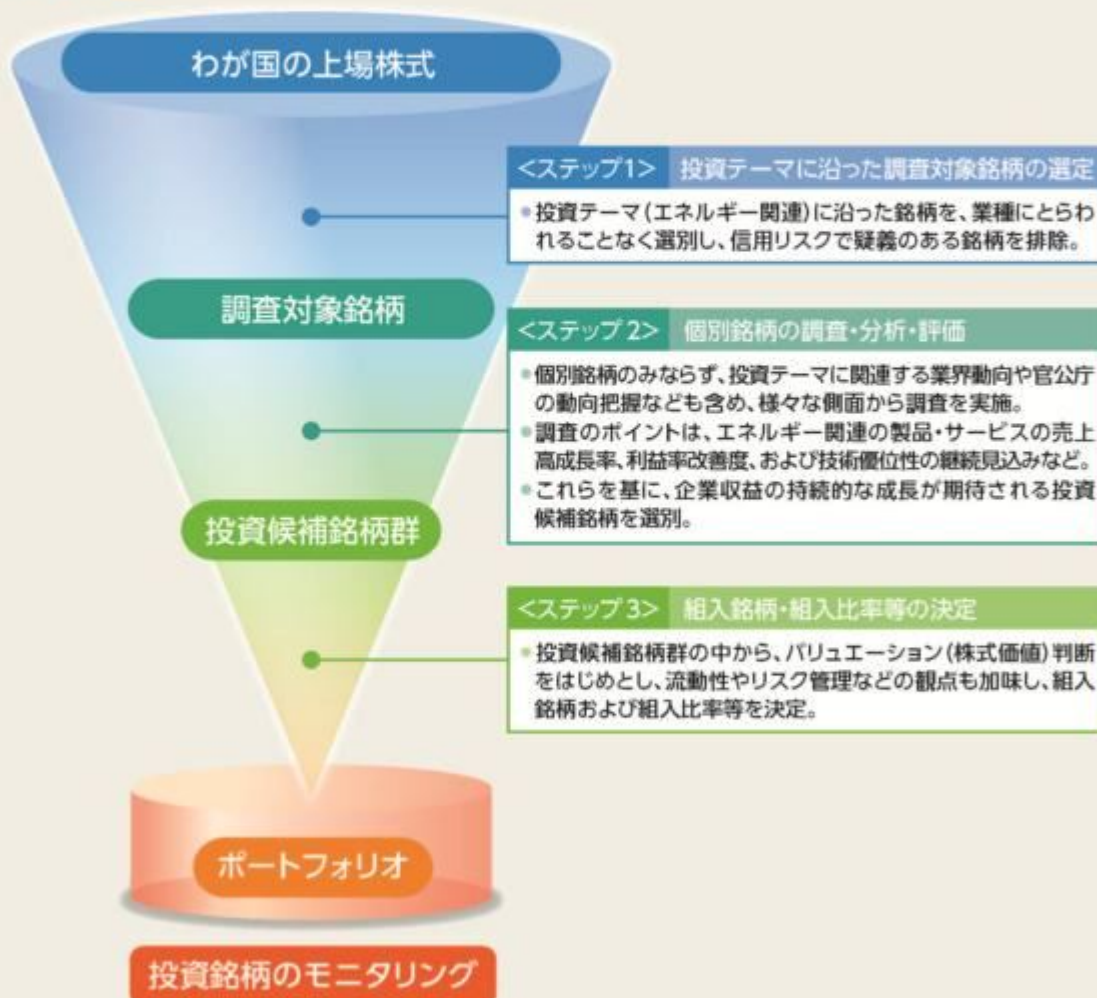 わが国の上場株式
<ステップ1> 投資テーマに沿った調査対象銘柄の選定
•投資テーマ(エネルギー関連)に沿った銘柄を、業種にとらわ
れることなく選別し、信用リスクで疑義のある銘柄を排除。
調査対象銘柄
<ステップ2> 個別銘柄の調査・分析・評価
•個別銘柄のみならず、投資テーマに関連する業界動向や官公庁
の動向把握なども含め、様々な側面から調査を実施。
•調査のポイントは、エネルギー関連の製品・サービスの売上
高成長率、利益率改善度、および技術優位性の継続見込みなど。
•これらを基に、企業収益の持続的な成長が期待される投資
候補銘柄を選別。
投資候補銘柄群
<ステップ3> 組入銘柄・組入比率等の決定
•投資候補銘柄群の中から、バリュエーション(株式価値)判断
をはじめとし、流動性やリスク管理などの観点も加味し、組入
銘柄および組入比率等を決定。
ポートフォリオ
投資銘柄のモニタリング